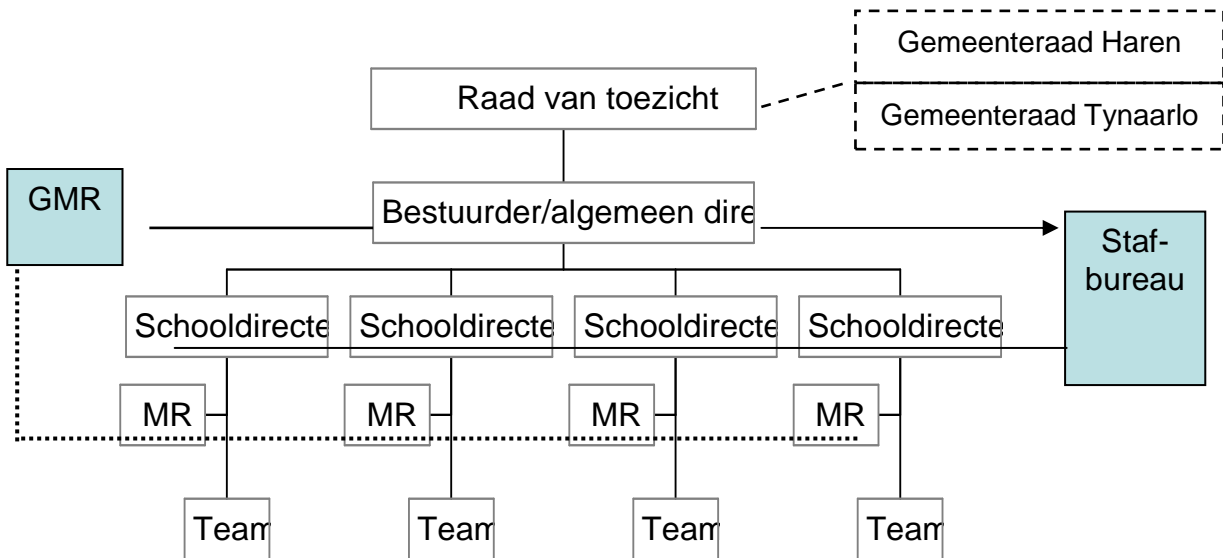 Gemeenteraad Haren
Raad van toezicht
Gemeenteraad Tynaarlo
GMR
Bestuurder/algemeen dire
Staf-
bureau
Schooldirecte
Schooldirecte
Schooldirecte
Schooldirecte
MR
MR
MR
MR
Team
Team
Team
Team